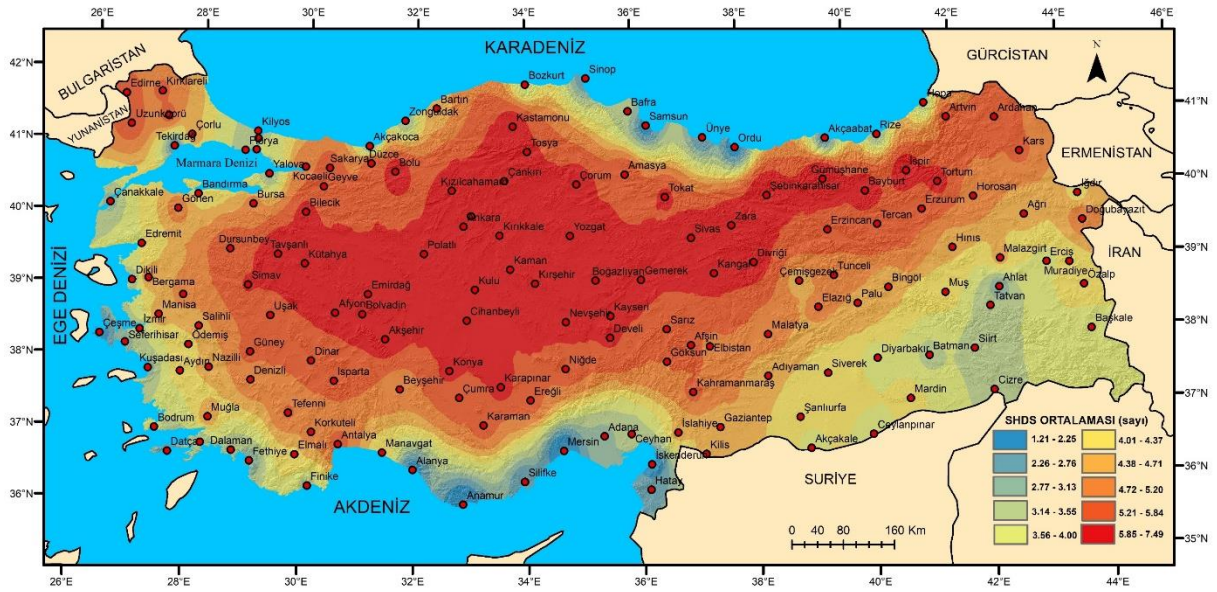 26°E 28°E 30°E 32°E 34°E 36°E 38°E 40°E 42°E 44°E 46°E
KARADENİZ
GÜRCİSTAN
N
BULGARİSTAN
YUNANİSTAN
ERMENİSTAN
İRAN
SURİYE
EGE DENİZİ
AKDENİZ
Marmara Denizi
42°N
41°N
40°N
39°N
38°N
37°N
36°N
41°N
40°N
39°N
38°N
37°N
36°N
35°N
Edirne
Kırklareli
Uzunköprü
Çorlu
Tekirdağ
Kilyos
Florya
Yalova
Kocaeli
Sakarya
Geyve
Düzce
Akçakoca
Bolu
Zonguldak
Bartın
Kastamonu
Bozkurt
Sinop
Bafra
Samsun
Ünye
Ordu
Akçaabat
Rize
Hopa
Artvin
Ardahan
Kars
Tosya
Çankırı
Kızılcahamam
Çorum
Amasya
Tokat
Gümüşhane
Şebinkarahisar
Bayburt
İspir
Tortum
Horosan
Iğdır
Doğubayazıt
Ağrı
Erzurum
Tercan
Erzincan
Zara
Sivas
Çanakkale
Bandırma
Gönen
Bursa
Bilecik
Ankara
Kırıkkale
Yozgat
Edremit
Dursunbey
Tavşanlı
Kütahya
Polatlı
Kaman
Kırşehir
Boğazlıyan
Gemerek
Kangal
Divriği
Çemişgezek
Tunceli
Hınıs
Malazgirt
Erciş
Muradiye
Özalp
Ahlat
Tatvan
Muş
Bingöl
Palu
Elazığ
Dikili
Bergama
Simav
Emirdağ
Kulu
Manisa
Salihli
Uşak
Afyon
Bolvadin
Cihanbeyli
Nevşehir
Kayseri
Develi
Sarız
Malatya
Başkale
Çeşme
İzmir
Seferihisar
Ödemiş
Güney
Akşehir
Afşin
Elbistan
Göksun
Diyarbakır
Batman
Siirt
Kuşadası
Aydın
Nazilli
Denizli
Dinar
Isparta
Beyşehir
Konya
Niğde
Karapınar
Çumra
Ereğli
Kahramanmaraş
Adıyaman
Siverek
Mardin
Cizre
Bodrum
Muğla
Tefenni
Korkuteli
Karaman
Adana
Ceyhan
İslahiye
Gaziantep
Kilis
Şanlıurfa
Akçakale
Ceylanpınar
Datça
Dalaman
Fethiye
Elmalı
Antalya
Manavgat
Alanya
Mersin
Silifke
İskenderun
Hatay
Finike
Anamur
SHDS ORTALAMASI (sayı)
1.21 - 2.25 4.01 - 4.37
2.26 - 2.76 4.38 - 4.71
2.77 - 3.13 4.72 - 5.20
3.14 - 3.55 5.21 - 5.84
3.56 - 4.00 5.85 - 7.49
0 40 80 160 Km
26°E 28°E 30°E 32°E 34°E 36°E 38°E 40°E 42°E 44°E